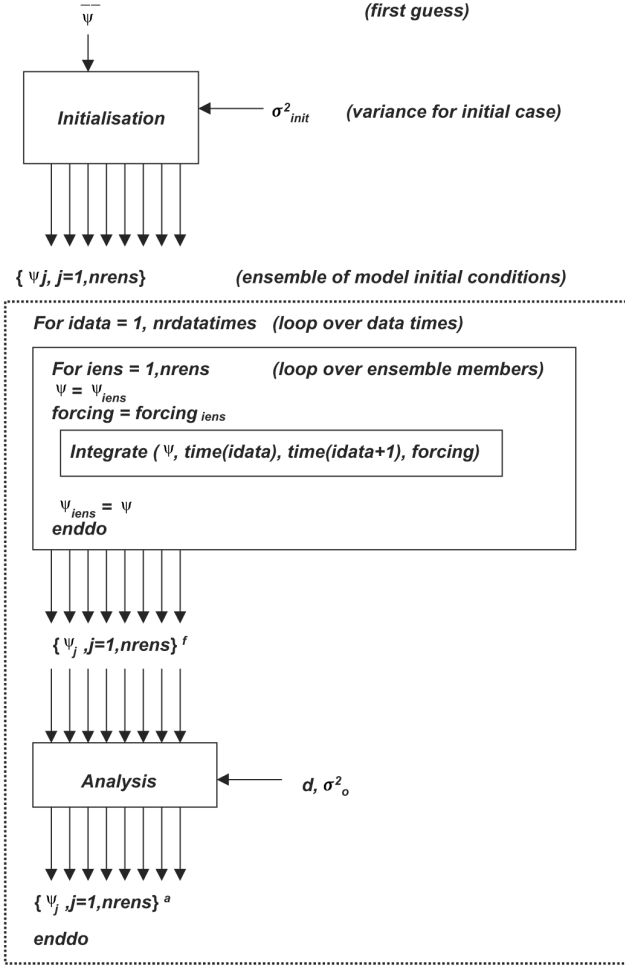 ψ̄ (first guess)
Initialisation
σ²init (variance for initial case)
{ ψj, j=1,nrens} (ensemble of model initial conditions)
For idata = 1, nrdatatimes (loop over data times)
For iens = 1,nrens (loop over ensemble members)
ψ = ψiens
forcing = forcing iens
Integrate ( ψ, time(idata), time(idata+1), forcing)
ψiens = ψ
enddo
{ ψj ,j=1,nrens} f
Analysis
d, σ²o
{ ψj ,j=1,nrens} a
enddo